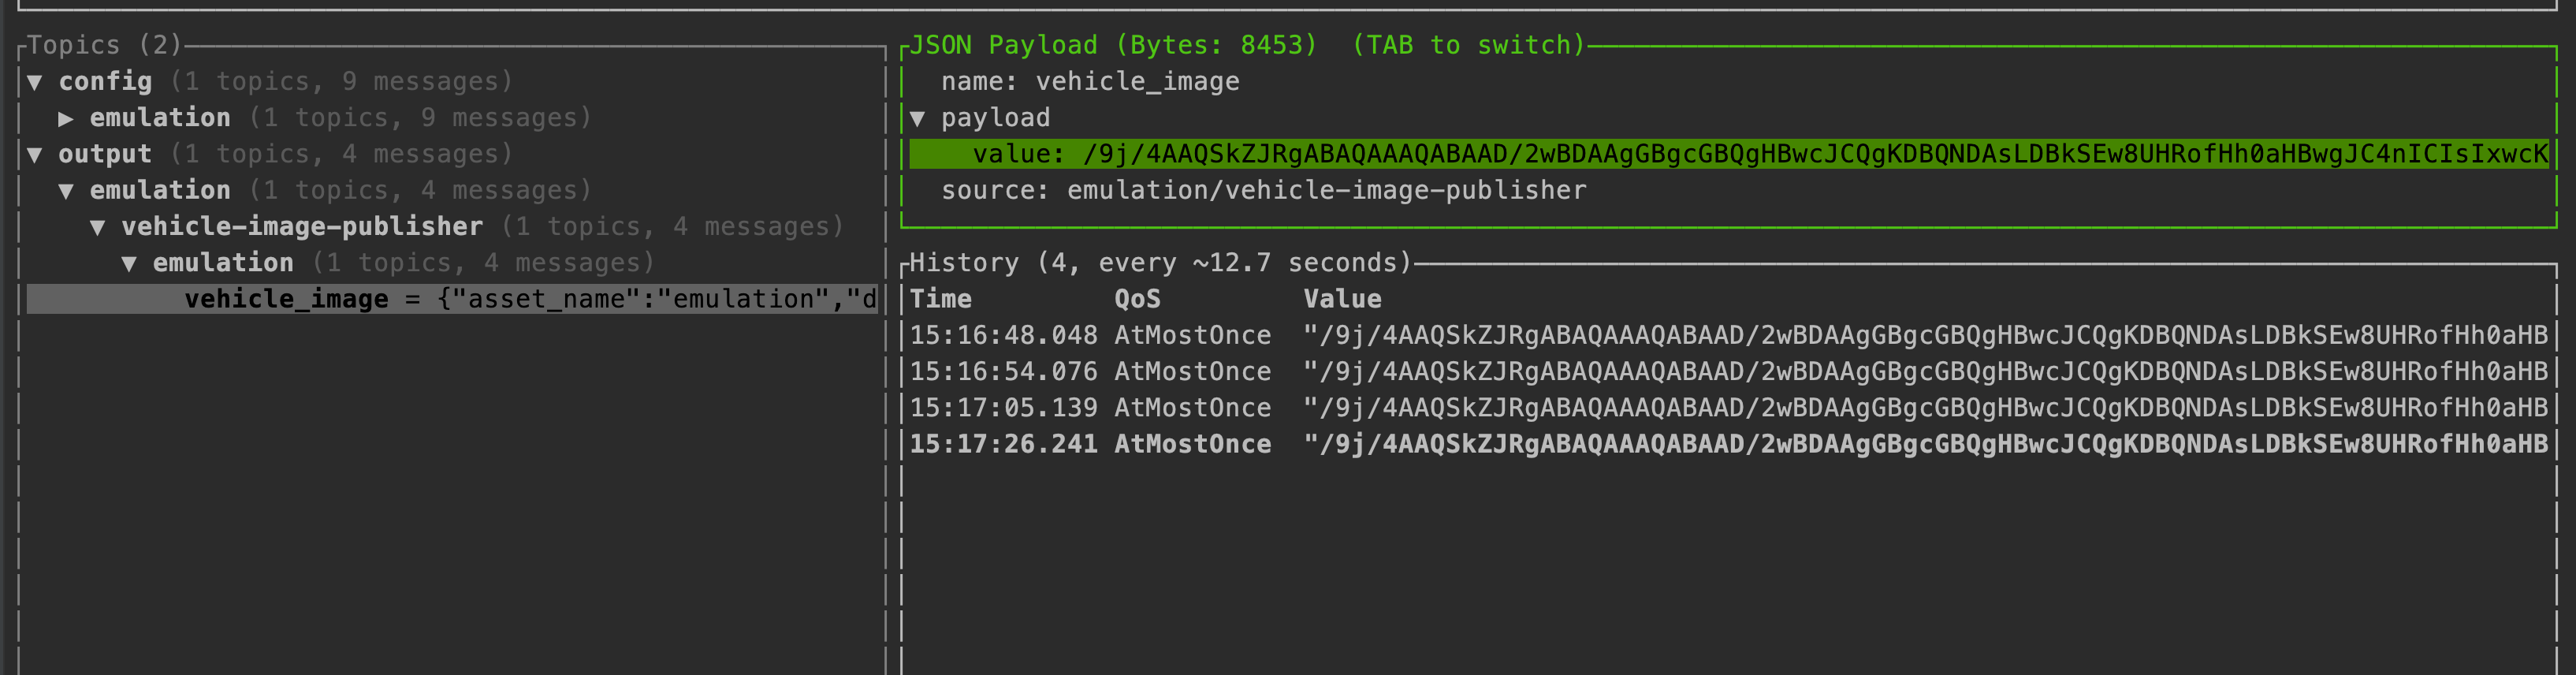 Topics (2)
▼ config (1 topics, 9 messages)
▶ emulation (1 topics, 9 messages)
▼ output (1 topics, 4 messages)
▼ emulation (1 topics, 4 messages)
▼ vehicle-image-publisher (1 topics, 4 messages)
▼ emulation (1 topics, 4 messages)
vehicle_image = {"asset_name":"emulation","d
JSON Payload (Bytes: 8453) (TAB to switch)
name: vehicle_image
▼ payload
value: /9j/4AAQSkZJRgABAQAAAQABAAD/2wBDAAgGBgcGBQgHBwcJCQgKDBQNDAsLDBkSEw8UHRofHh0aHBwgJC4nICIsIxwcK
source: emulation/vehicle-image-publisher
History (4, every ~12.7 seconds)
Time QoS Value
15:16:48.048 AtMostOnce "/9j/4AAQSkZJRgABAQAAAQABAAD/2wBDAAgGBgcGBQgHBwcJCQgKDBQNDAsLDBkSEw8UHRofHh0aHB
15:16:54.076 AtMostOnce "/9j/4AAQSkZJRgABAQAAAQABAAD/2wBDAAgGBgcGBQgHBwcJCQgKDBQNDAsLDBkSEw8UHRofHh0aHB
15:17:05.139 AtMostOnce "/9j/4AAQSkZJRgABAQAAAQABAAD/2wBDAAgGBgcGBQgHBwcJCQgKDBQNDAsLDBkSEw8UHRofHh0aHB
15:17:26.241 AtMostOnce "/9j/4AAQSkZJRgABAQAAAQABAAD/2wBDAAgGBgcGBQgHBwcJCQgKDBQNDAsLDBkSEw8UHRofHh0aHB